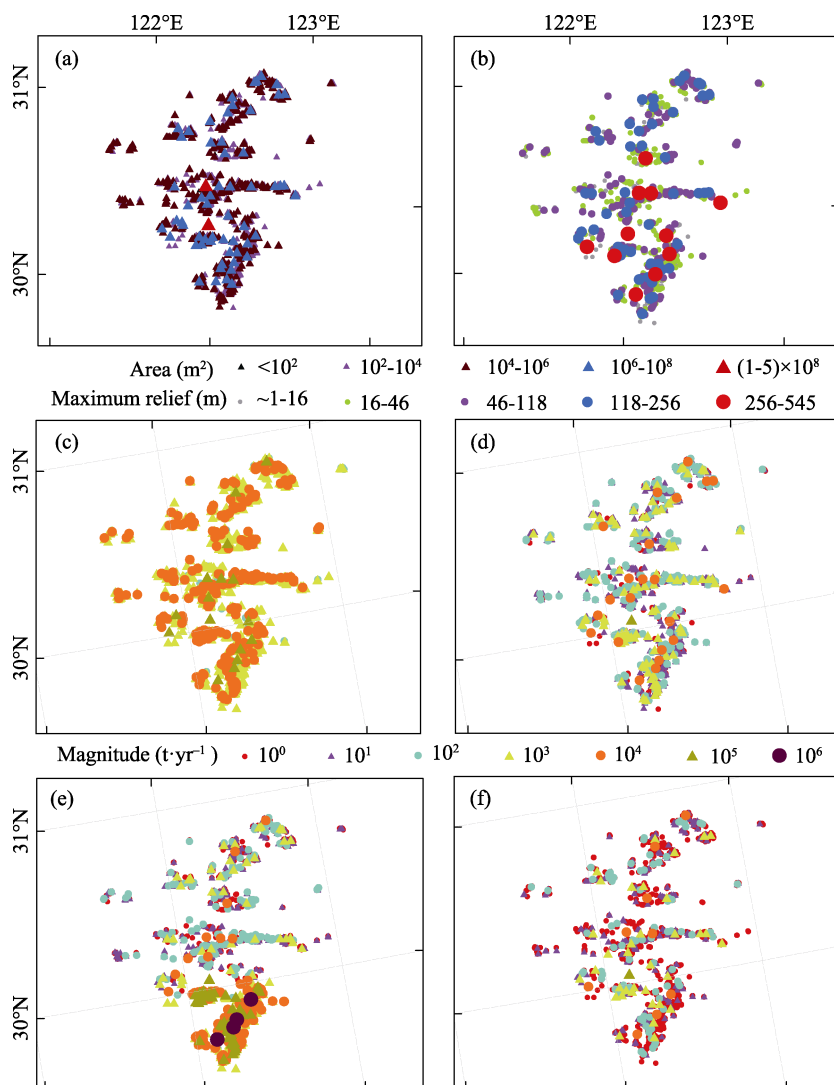 122°E 123°E 122°E 123°E
(a) (b)
31°N
30°N
Area (m²) <10² 10²-10⁴ 10⁴-10⁶ 10⁶-10⁸ (1-5)×10⁸
Maximum relief (m) ~1-16 16-46 46-118 118-256 256-545
(c) (d)
31°N
30°N
Magnitude (t·yr⁻¹) 10⁰ 10¹ 10² 10³ 10⁴ 10⁵ 10⁶
(e) (f)
31°N
30°N